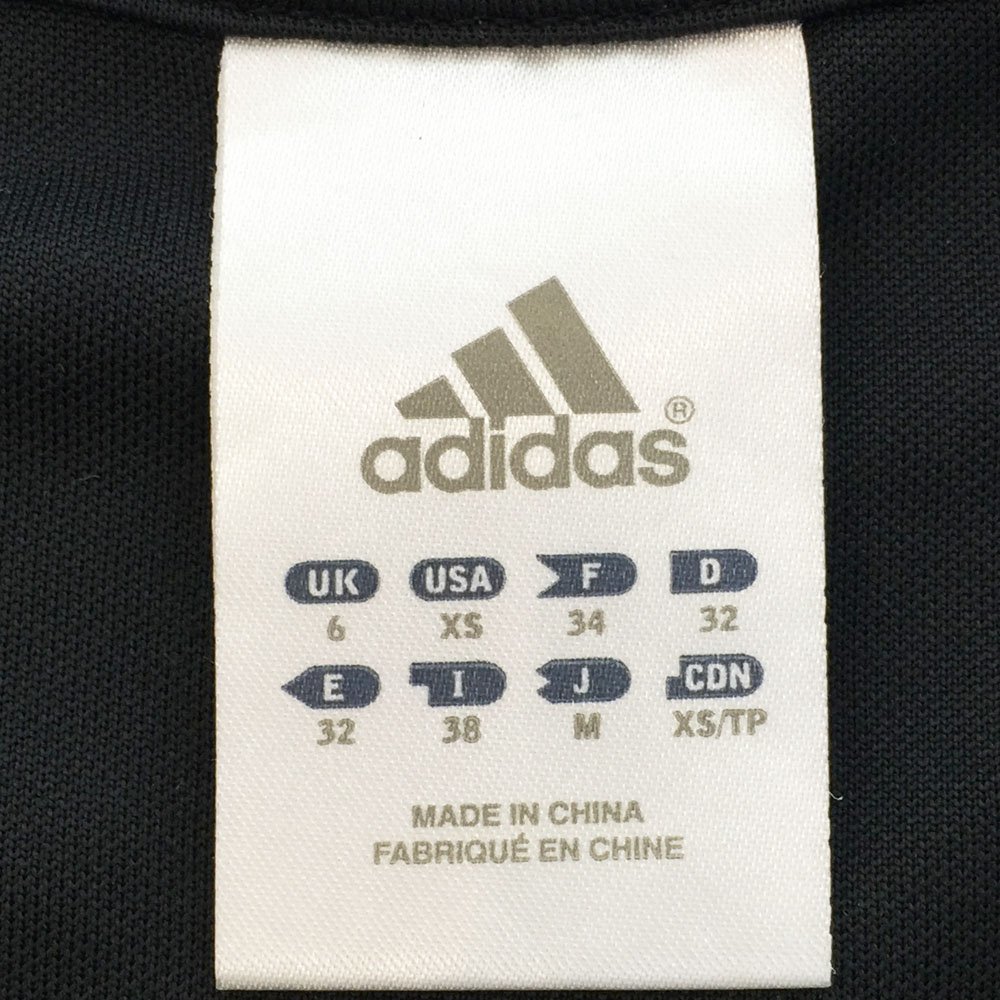 adidas®
UK USA F D
6 XS 34 32
E I J CDN
32 38 M XS/TP
MADE IN CHINA
FABRIQUÉ EN CHINE